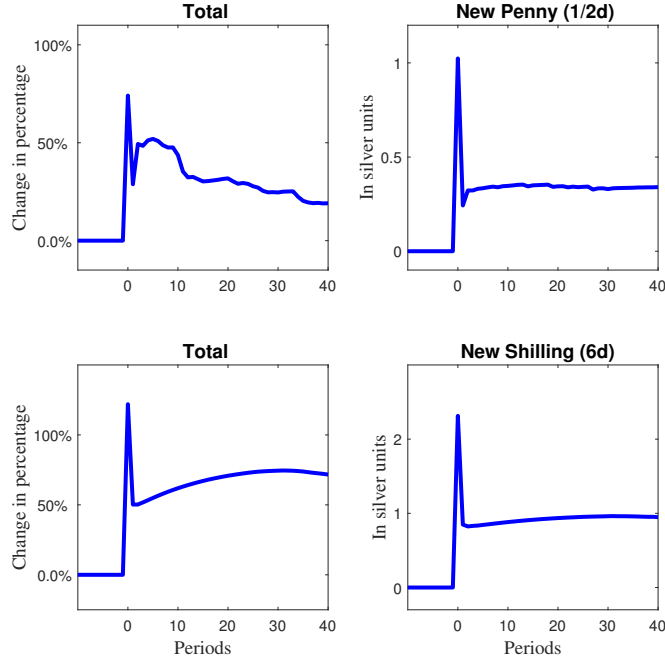 Total
Change in percentage
100%
50%
0.0%
0 10 20 30 40
New Penny (1/2d)
In silver units
1
0.5
0
0 10 20 30 40
Total
Change in percentage
100%
50%
0.0%
0 10 20 30 40
Periods
New Shilling (6d)
In silver units
2
1
0
0 10 20 30 40
Periods